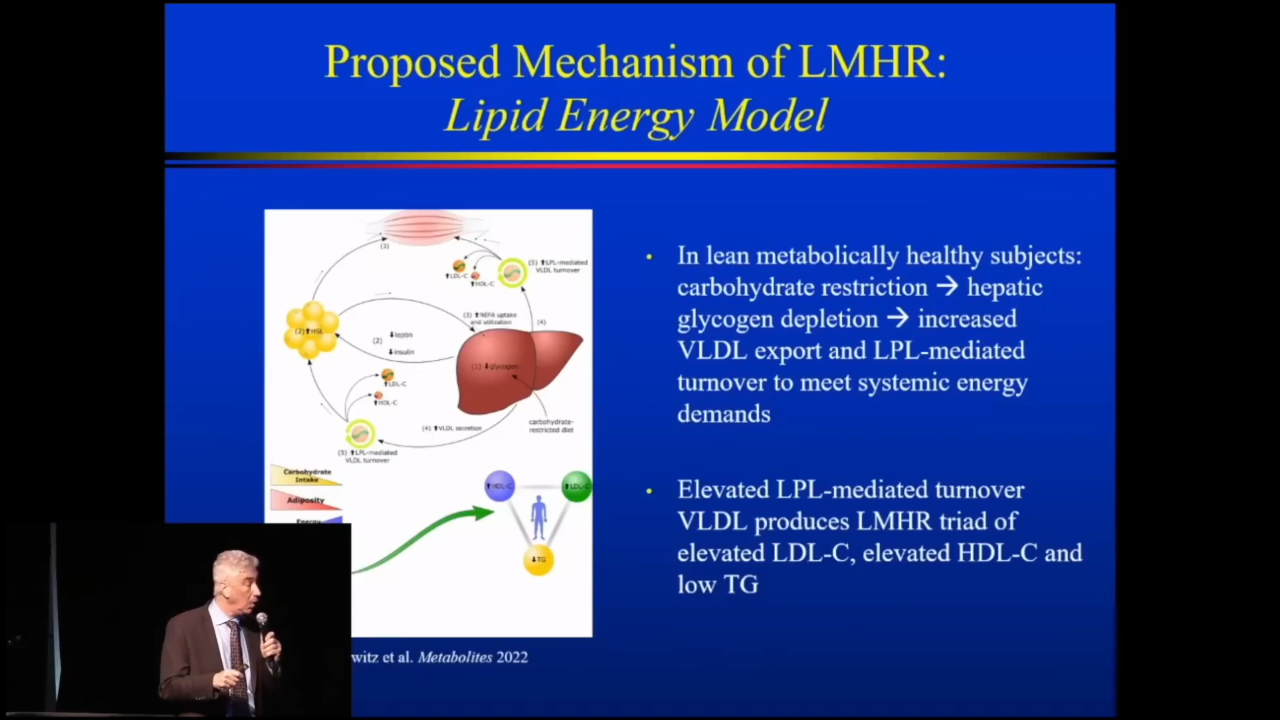 Proposed Mechanism of LMHR:
Lipid Energy Model
(3)
(5) ⬆LPL-mediated
VLDL turnover
⬆LDL-C
⬆HDL-C
(3) ⬆NEFA uptake
and utilization
(4)
(2)⬆HSL
(2)
⬇leptin
⬇insulin
(1) ⬇glycogen
⬆LDL-C
⬆HDL-C
(4) ⬆VLDL secretion
carbohydrate-
restricted diet
(5) ⬆LPL-mediated
VLDL turnover
Carbohydrate
Intake
Adiposity
Energy
⬆HDL-C
⬆LDL-C
⬇TG
witz et al. Metabolites 2022
• In lean metabolically healthy subjects:
carbohydrate restriction → hepatic
glycogen depletion → increased
VLDL export and LPL-mediated
turnover to meet systemic energy
demands
• Elevated LPL-mediated turnover
VLDL produces LMHR triad of
elevated LDL-C, elevated HDL-C and
low TG